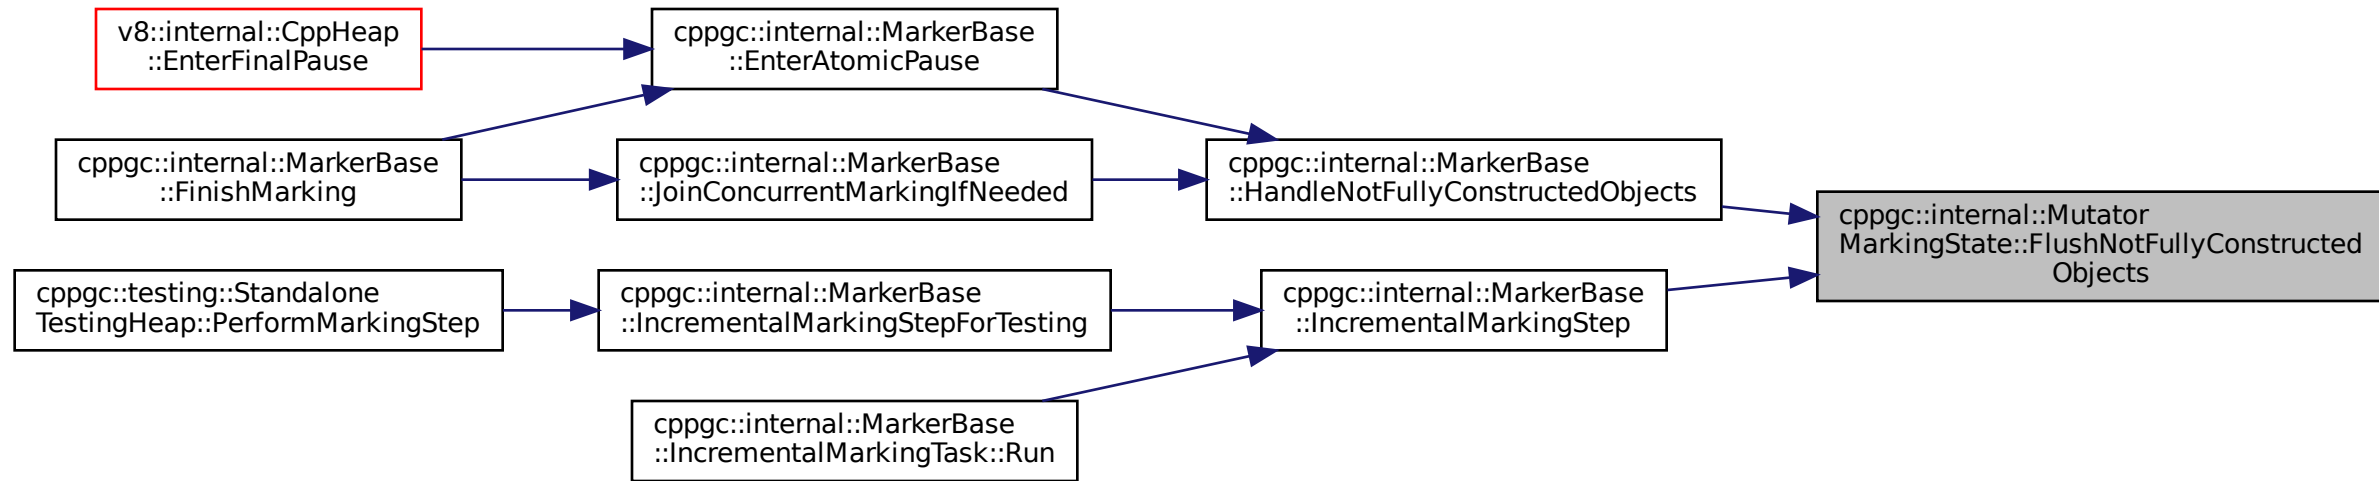 v8::internal::CppHeap
::EnterFinalPause
cppgc::internal::MarkerBase
::EnterAtomicPause
cppgc::internal::MarkerBase
::FinishMarking
cppgc::internal::MarkerBase
::JoinConcurrentMarkingIfNeeded
cppgc::internal::MarkerBase
::HandleNotFullyConstructedObjects
cppgc::internal::Mutator
MarkingState::FlushNotFullyConstructed
Objects
cppgc::testing::Standalone
TestingHeap::PerformMarkingStep
cppgc::internal::MarkerBase
::IncrementalMarkingStepForTesting
cppgc::internal::MarkerBase
::IncrementalMarkingStep
cppgc::internal::MarkerBase
::IncrementalMarkingTask::Run